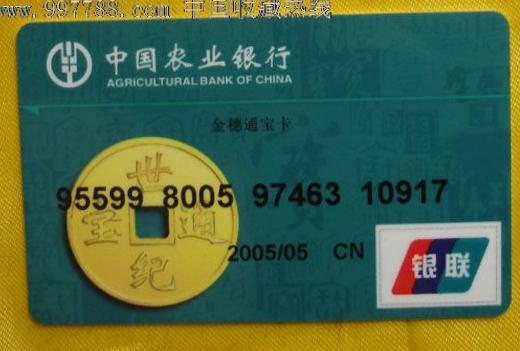 www.997788.com 中国收藏热线
中国农业银行
AGRICULTURAL BANK OF CHINA
金穗通宝卡
世
宝 通
纪
95599 8005 97463 10917
2005/05 CN
银联